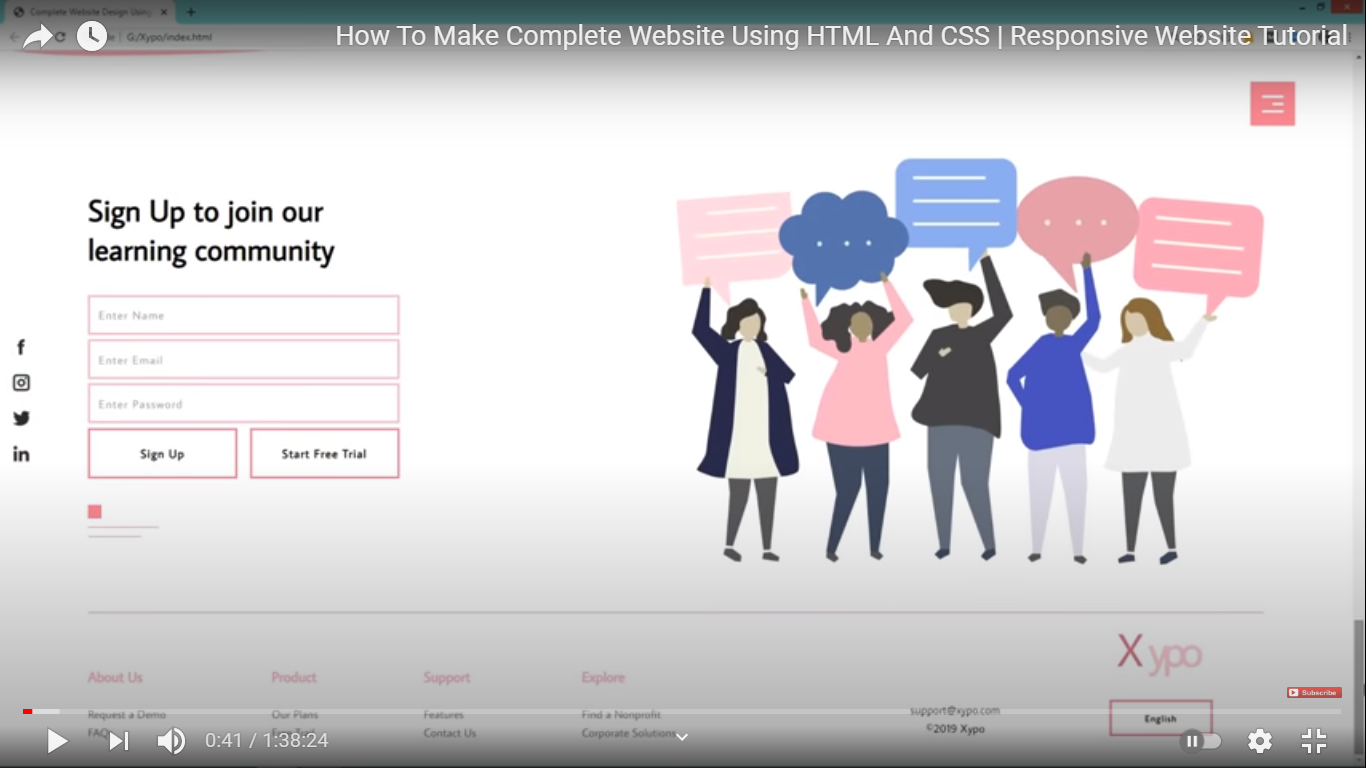 Complete Website Design Using
G:/Xypo/index.html
How To Make Complete Website Using HTML And CSS | Responsive Website Tutorial
Sign Up to join our
learning community
Enter Name
Enter Email
Enter Password
Sign Up
Start Free Trial
f
in
Xypo
About Us
Product
Support
Explore
Subscribe
Request a Demo
Our Plans
Features
Find a Nonprofit
support@xypo.com
English
FAQ
Contact Us
Corporate Solutions
©2019 Xypo
0:41 / 1:38:24